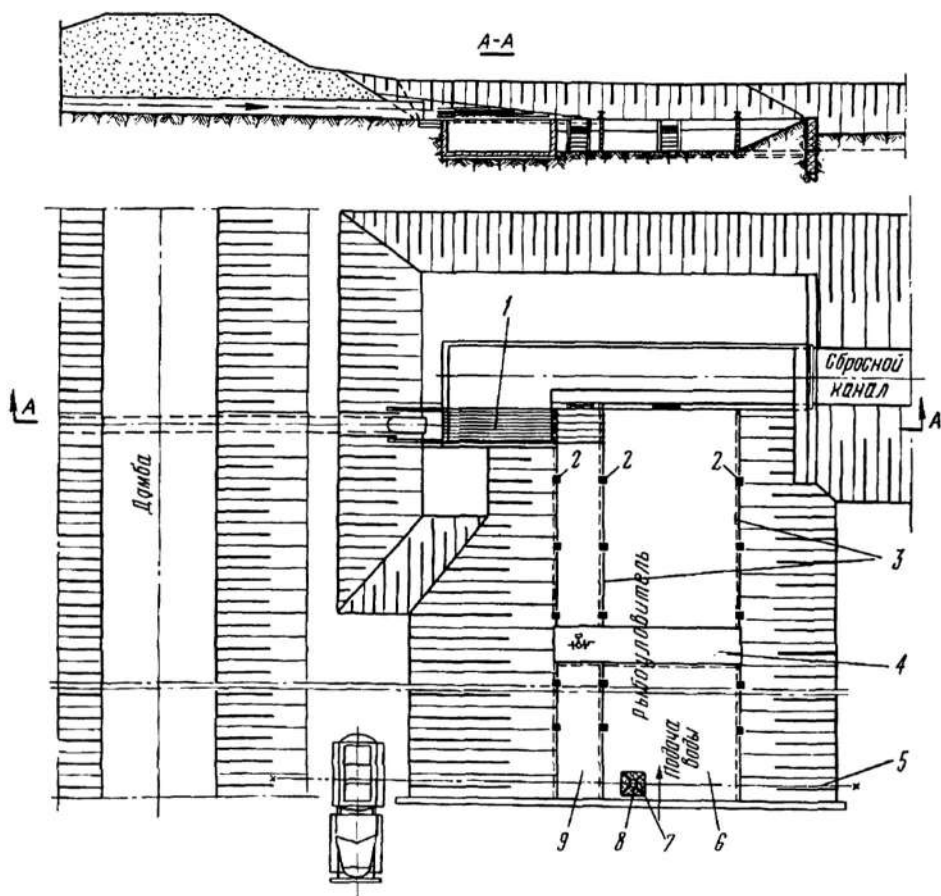 А-А
1
Сбросной
канал
А
А
Дамба
2
2
2
3
рыбоуловитель
4
Подача
воды
5
9
8
7
6